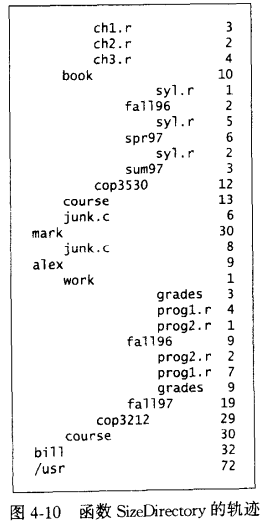 ch1.r 3
ch2.r 2
ch3.r 4
book 10
syl.r 1
fall96 2
syl.r 5
spr97 6
syl.r 2
sum97 3
cop3530 12
course 13
junk.c 6
mark 30
junk.c 8
alex 9
work 1
grades 3
prog1.r 4
prog2.r 1
fall96 9
prog2.r 2
prog1.r 7
grades 9
fall97 19
cop3212 29
course 30
bill 32
/usr 72
图 4-10 函数 SizeDirectory 的轨迹